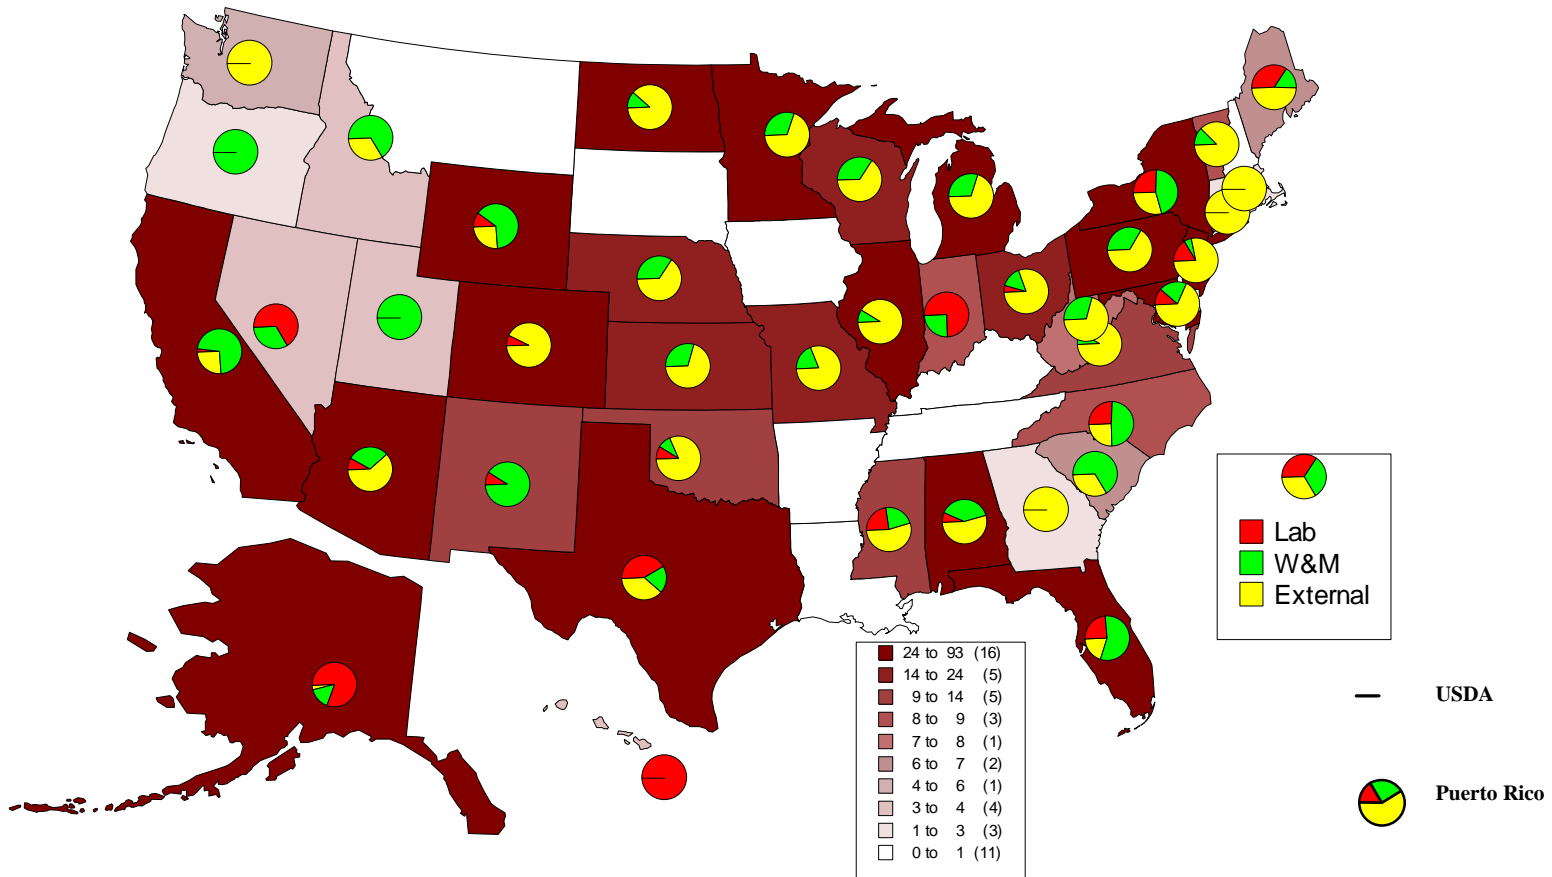 Lab
W&M
External
24 to 93 (16)
14 to 24 (5)
9 to 14 (5)
8 to 9 (3)
7 to 8 (1)
6 to 7 (2)
4 to 6 (1)
3 to 4 (4)
1 to 3 (3)
0 to 1 (11)
USDA
Puerto Rico